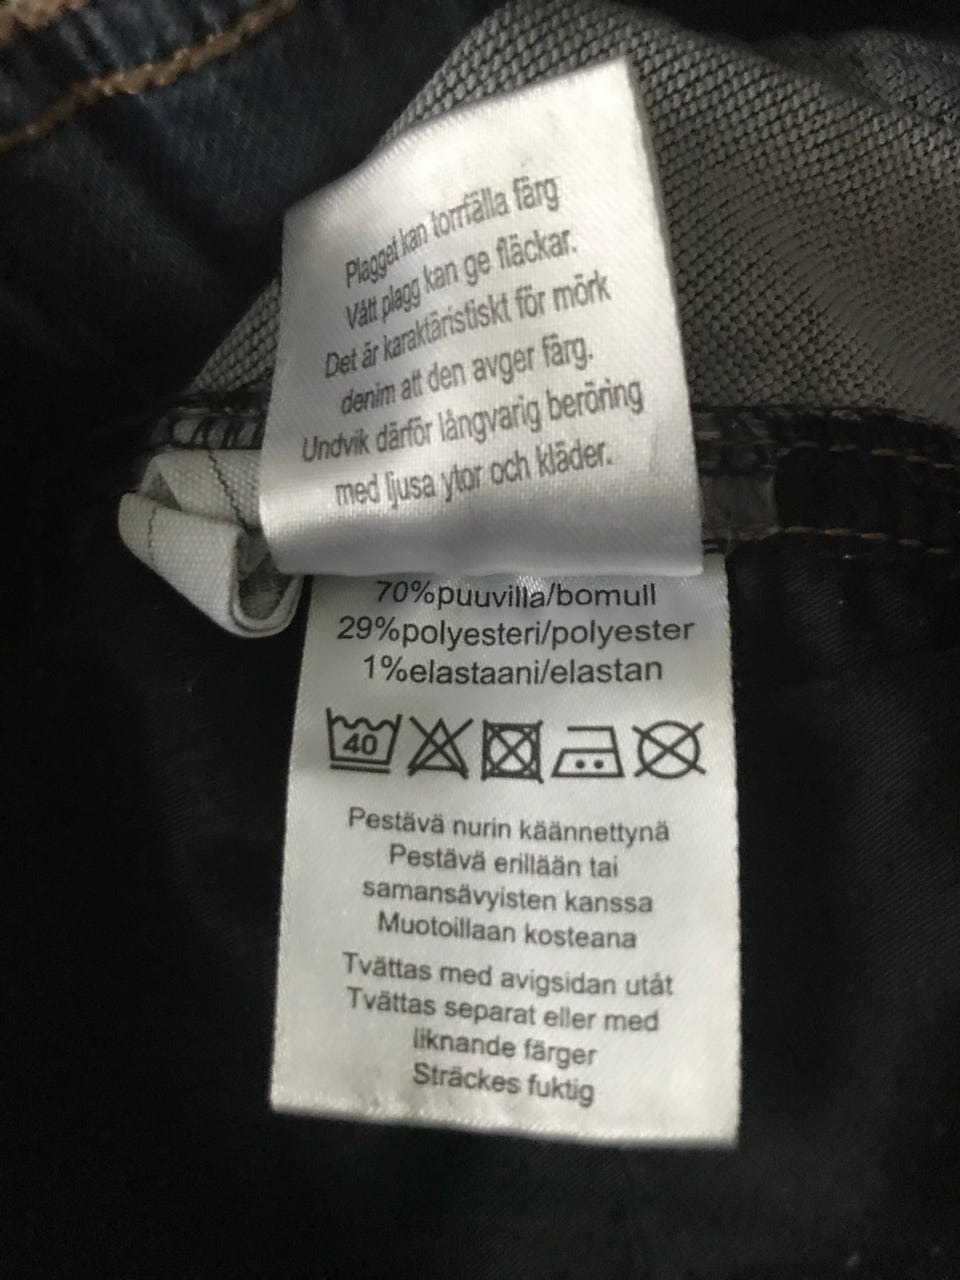 Plagget kan torrfälla färg
Vått plagg kan ge fläckar.
Det är karaktäristiskt för mörk
denim att den avger färg.
Undvik därför långvarig beröring
med ljusa ytor och kläder.
70%puuvilla/bomull
29%polyesteri/polyester
1%elastaani/elastan
40
Pestävä nurin käännettynä
Pestävä erillään tai
samansävyisten kanssa
Muotoillaan kosteana
Tvättas med avigsidan utåt
Tvättas separat eller med
liknande färger
Sträckes fuktig